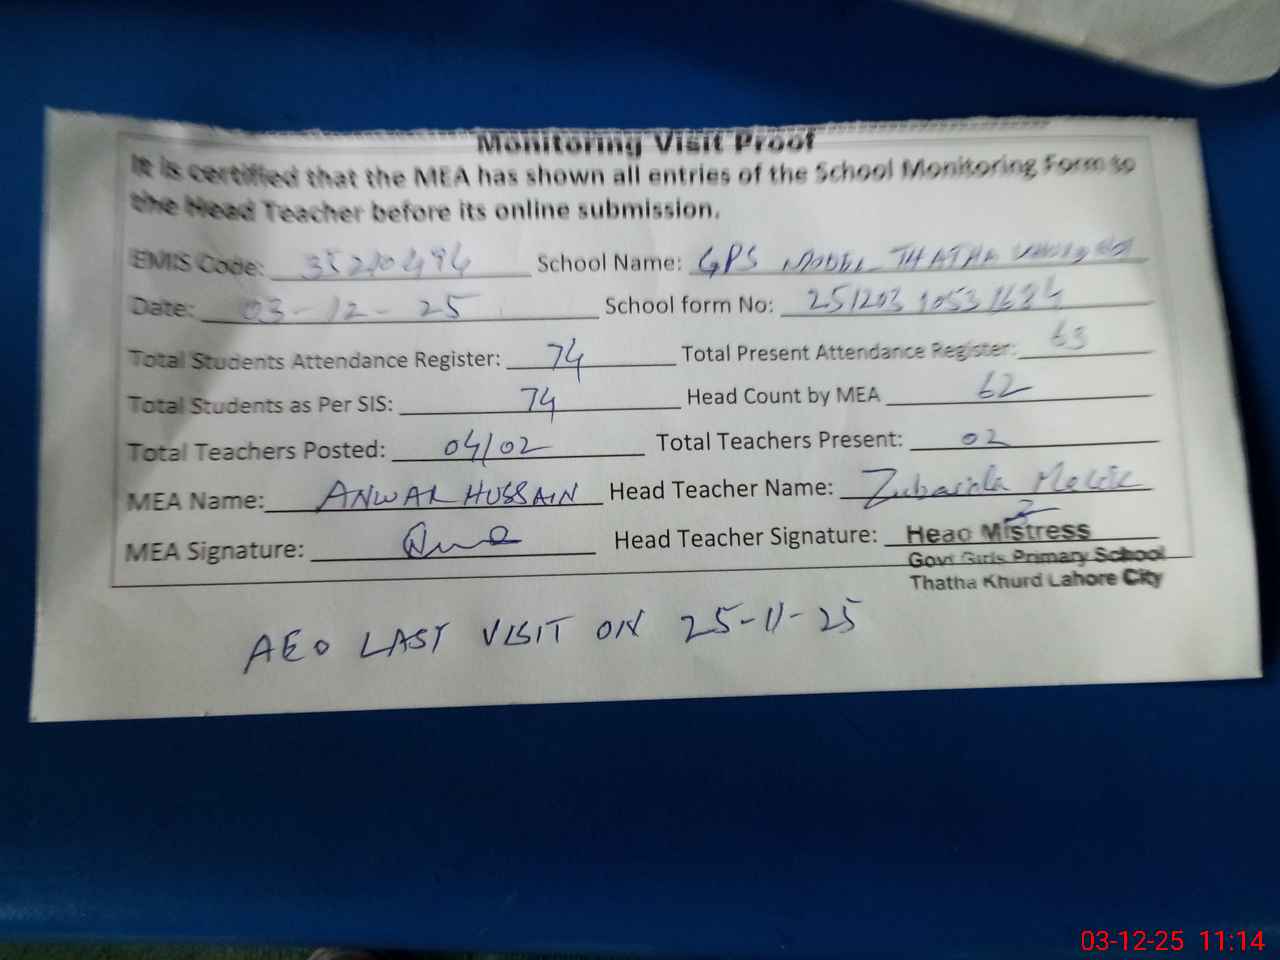 Monitoring Visit Proof
It is certified that the MEA has shown all entries of the School Monitoring Form to
the Head Teacher before its online submission.
EMIS Code: 35210494 School Name: GPS MODEL THATHA
Date: 03-12-25 School form No: 251203 10531624
Total Students Attendance Register: 74 Total Present Attendance Register: 63
Total Students as Per SIS: 74 Head Count by MEA 62
Total Teachers Posted: 04/02 Total Teachers Present: 02
MEA Name: ANWAR HUSSAIN Head Teacher Name: Zubarida
MEA Signature: Head Teacher Signature: Head Mistress
Govt Girls Primary School
Thatha Khurd Lahore City
AEO LAST VISIT ON 25-11-25
03-12-25 11:14